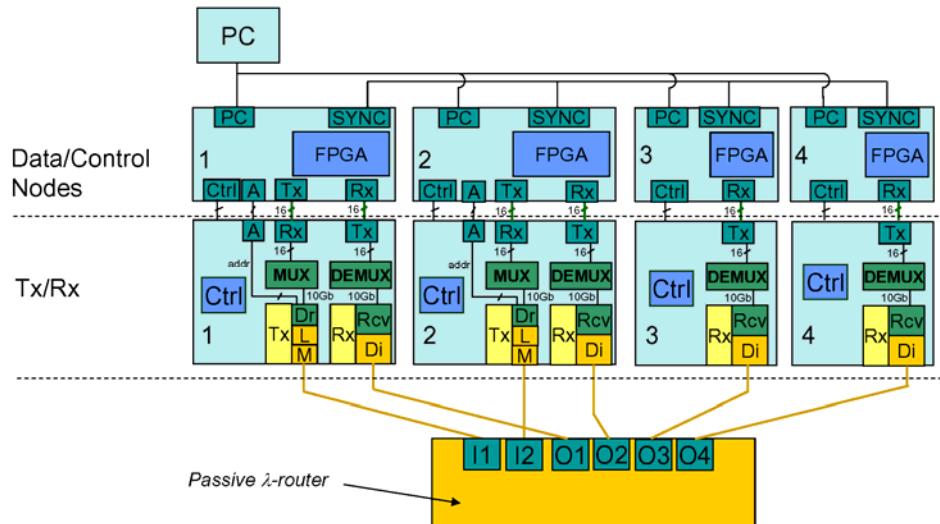 PC
PC SYNC PC SYNC PC SYNC PC SYNC
1 FPGA 2 FPGA 3 FPGA 4 FPGA
Data/Control
Nodes
Ctrl A Tx Rx Ctrl A Tx Rx Ctrl Rx Ctrl Rx
16 16 16 16 16 16
A Rx Tx A Rx Tx Tx Tx
16 16 16 16 16 16
addr MUX DEMUX addr MUX DEMUX DEMUX DEMUX
Tx/Rx
Ctrl Ctrl Ctrl Ctrl
10Gb 10Gb 10Gb 10Gb 10Gb 10Gb
1 Tx Dr L M Rx Rcv Di
2 Tx Dr L M Rx Rcv Di
3 Rx Rcv Di
4 Rx Rcv Di
I1 I2 O1 O2 O3 O4
Passive λ-router